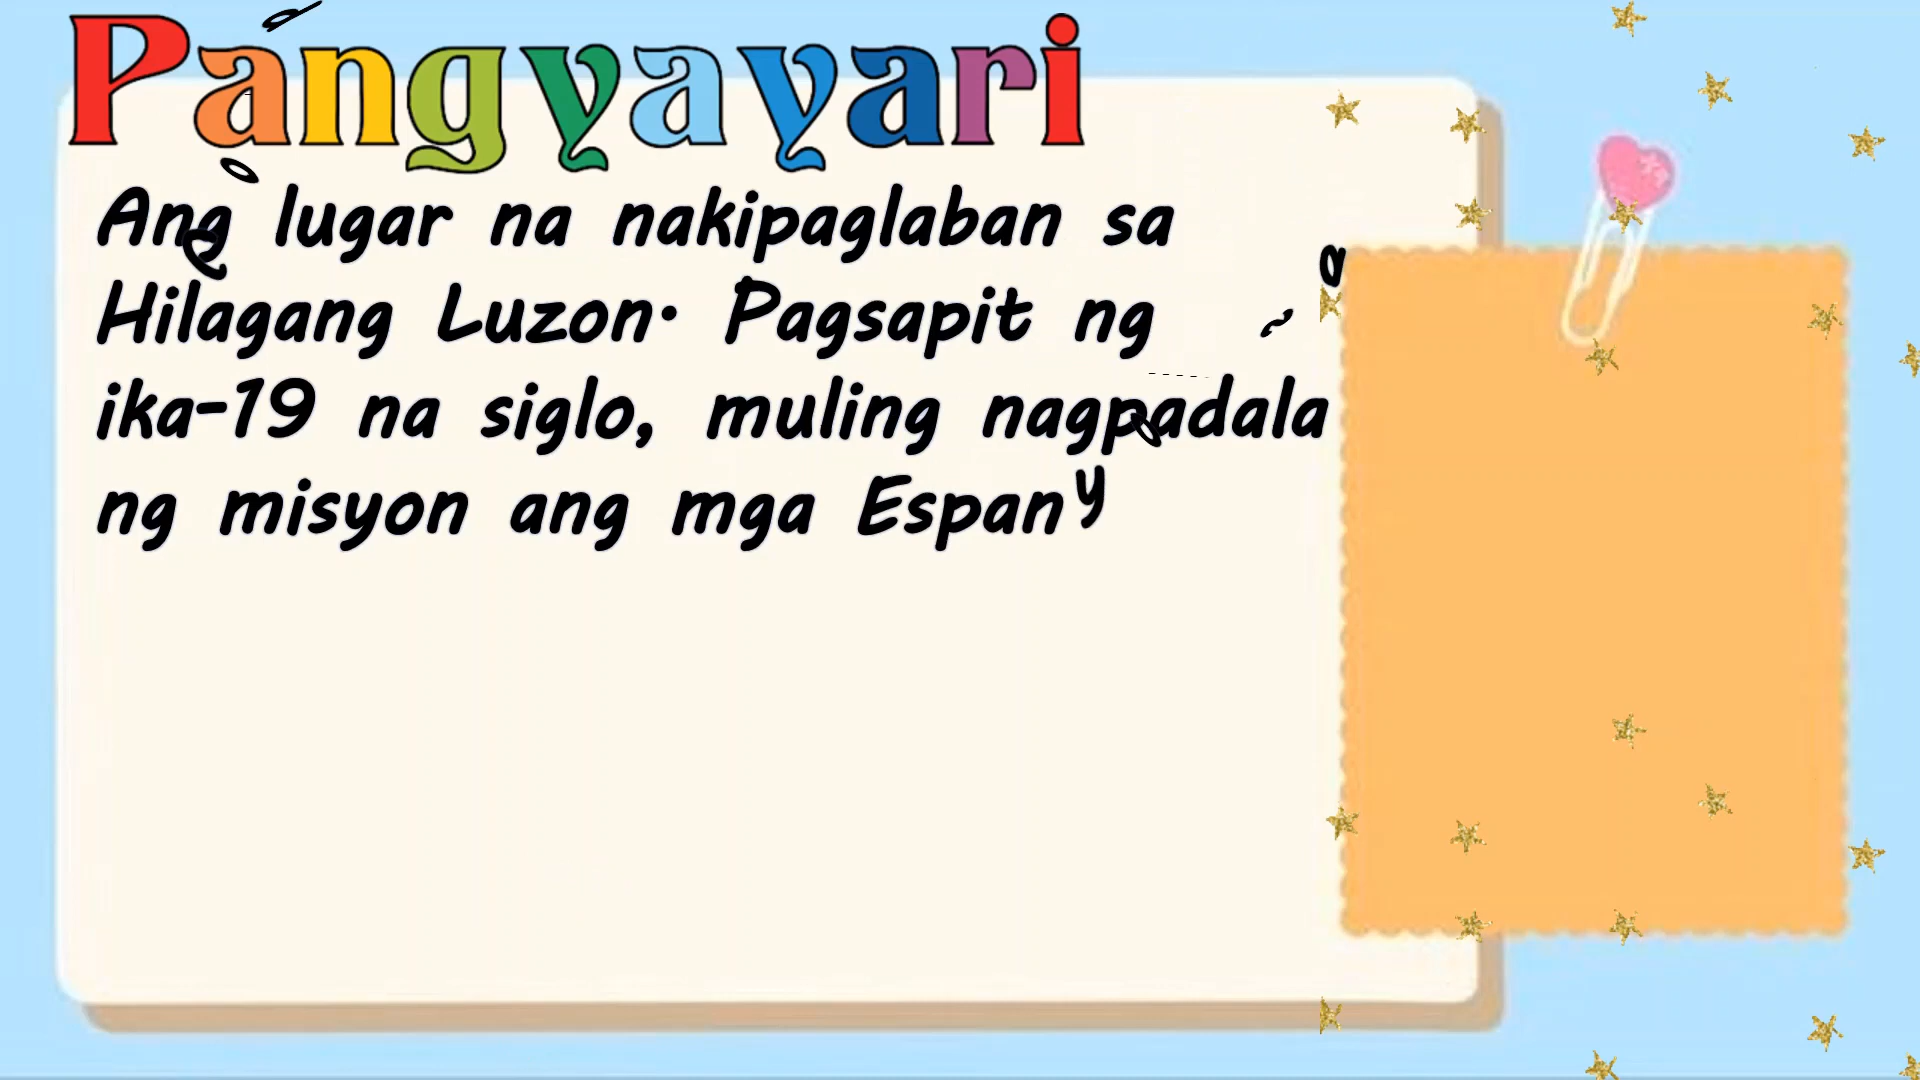 Pangyayari
Ang lugar na nakipaglaban sa
Hilagang Luzon. Pagsapit ng
ika-19 na siglo, muling nagpadala
ng misyon ang mga Espany